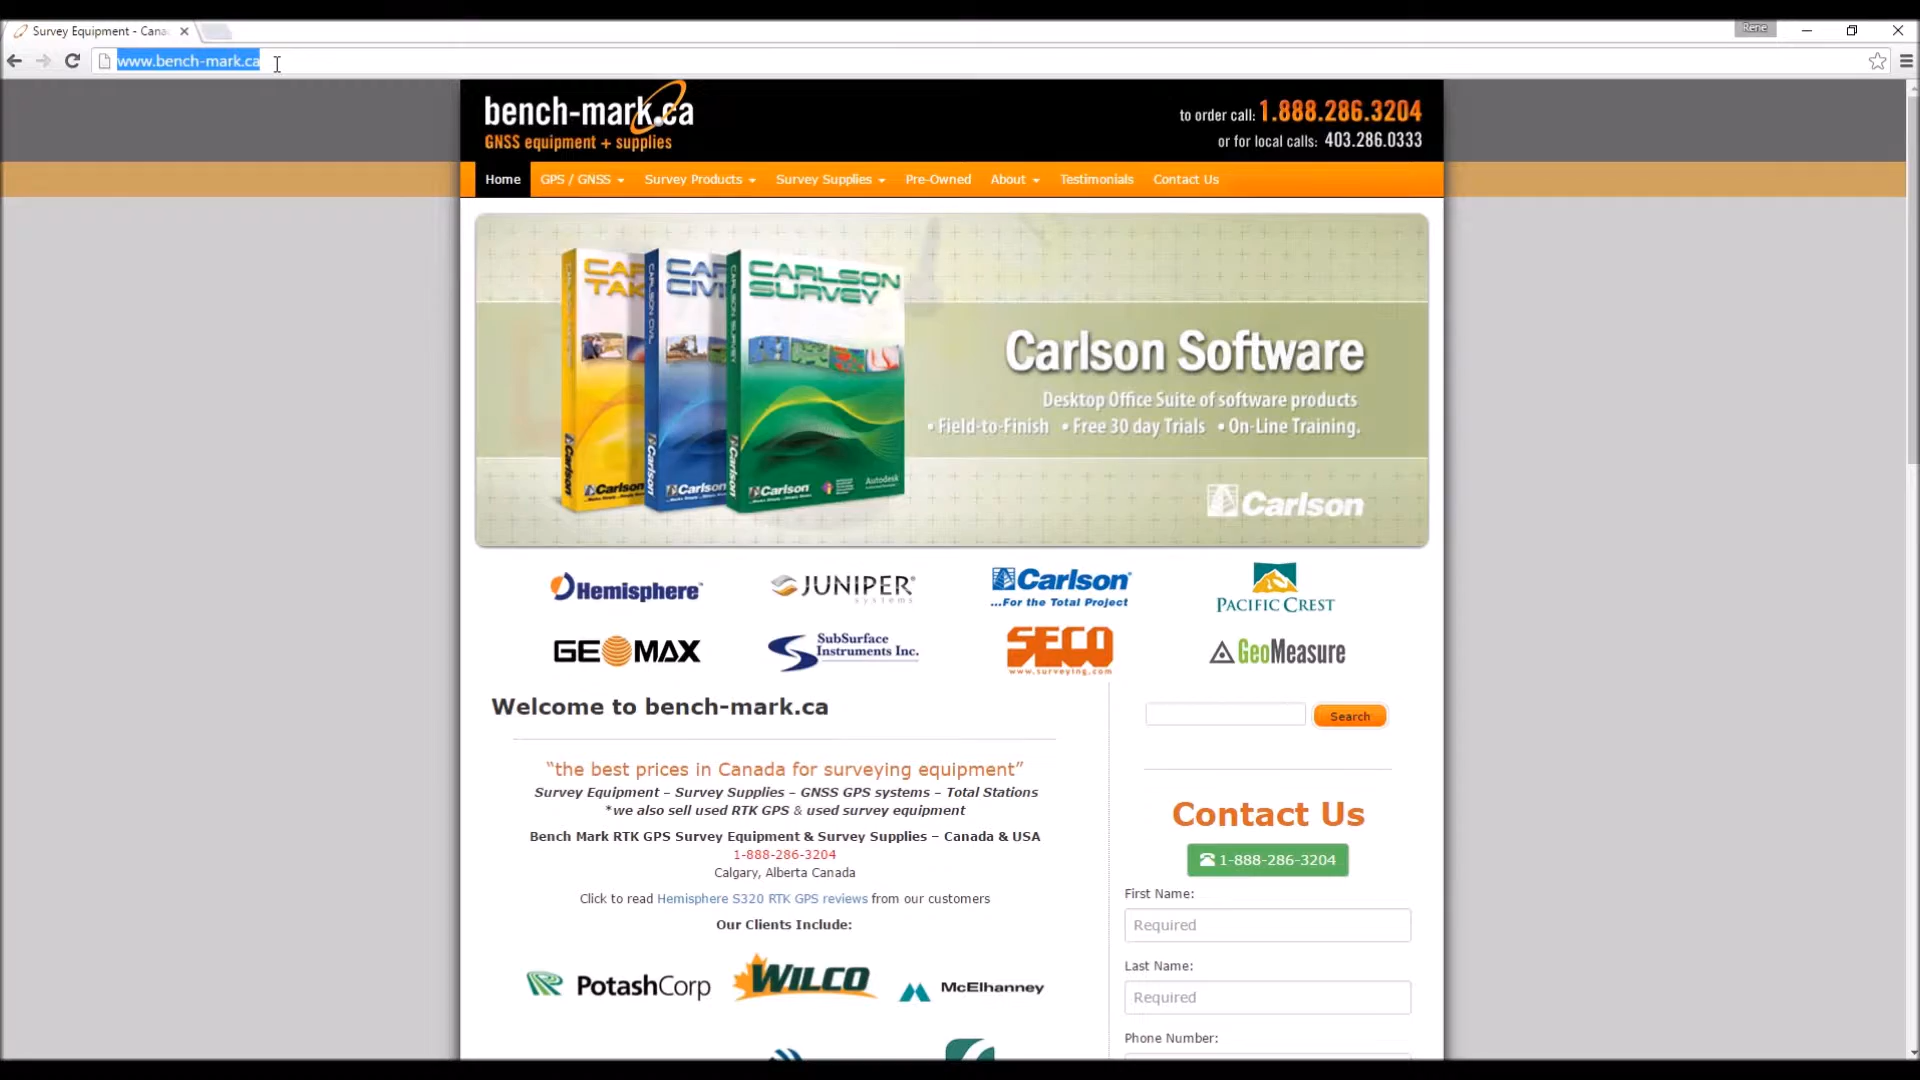 Survey Equipment - Cana
Rene
www.bench-mark.ca
bench-mark.ca
GNSS equipment + supplies
to order call: 1.888.286.3204
or for local calls: 403.286.0333
Home GPS / GNSS Survey Products Survey Supplies Pre-Owned About Testimonials Contact Us
CARLSON SURVEY
CARLSON CIVIL
CARLSON SURVEY
Carlson
Carlson
Carlson
Autodesk
Carlson Software
Desktop Office Suite of software products
• Field-to-Finish • Free 30 day Trials • On-Line Training.
Carlson
Hemisphere
JUNIPER systems
Carlson
...For the Total Project
PACIFIC CREST
GEOMAX
SubSurface Instruments Inc.
SECO
www.surveying.com
GeoMeasure
Welcome to bench-mark.ca
Search
“the best prices in Canada for surveying equipment”
Survey Equipment – Survey Supplies – GNSS GPS systems – Total Stations
*we also sell used RTK GPS & used survey equipment
Bench Mark RTK GPS Survey Equipment & Survey Supplies – Canada & USA
1-888-286-3204
Calgary, Alberta Canada
Click to read Hemisphere S320 RTK GPS reviews from our customers
Our Clients Include:
PotashCorp
WILCO
McElhanney
Contact Us
1-888-286-3204
First Name:
Required
Last Name:
Required
Phone Number: